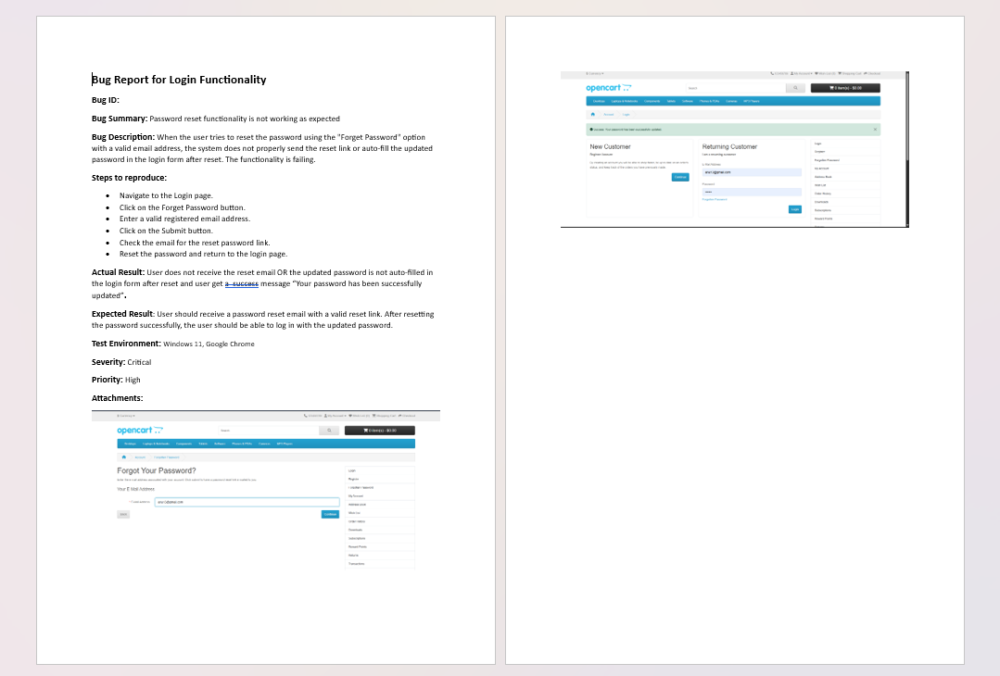 Bug Report for Login Functionality
Bug ID:
Bug Summary: Password reset functionality is not working as expected
Bug Description: When the user tries to reset the password using the "Forget Password" option
with a valid email address, the system does not properly send the reset link or auto-fill the updated
password in the login form after reset. The functionality is failing.
Steps to reproduce:
• Navigate to the Login page.
• Click on the Forget Password button.
• Enter a valid registered email address.
• Click on the Submit button.
• Check the email for the reset password link.
• Reset the password and return to the login page.
Actual Result: User does not receive the reset email OR the updated password is not auto-filled in
the login form after reset and user get a success message “Your password has been successfully
updated”.
Expected Result: User should receive a password reset email with a valid reset link. After resetting
the password successfully, the user should be able to log in with the updated password.
Test Environment: Windows 11, Google Chrome
Severity: Critical
Priority: High
Attachments:
opencart
Search
0 item(s) - $0.00
Desktops Laptops & Notebooks Components Tablets Software Phones & PDAs Cameras MP3 Players
Account Forgotten Password
Forgot Your Password?
Your E-Mail Address
Continue
Login
Register
Forgotten Password
My Account
Address Book
Wish List
Order History
Downloads
Reward Points
Returns
Transactions
opencart
Search
0 item(s) - $0.00
Desktops Laptops & Notebooks Components Tablets Software Phones & PDAs Cameras MP3 Players
Account Login
Success: Your password has been successfully updated.
New Customer
Register Account
Continue
Returning Customer
I am a returning customer
E-Mail Address
Password
Forgotten Password
Login
Login
Register
Forgotten Password
My Account
Address Book
Wish List
Order History
Downloads
Reward Points
Returns